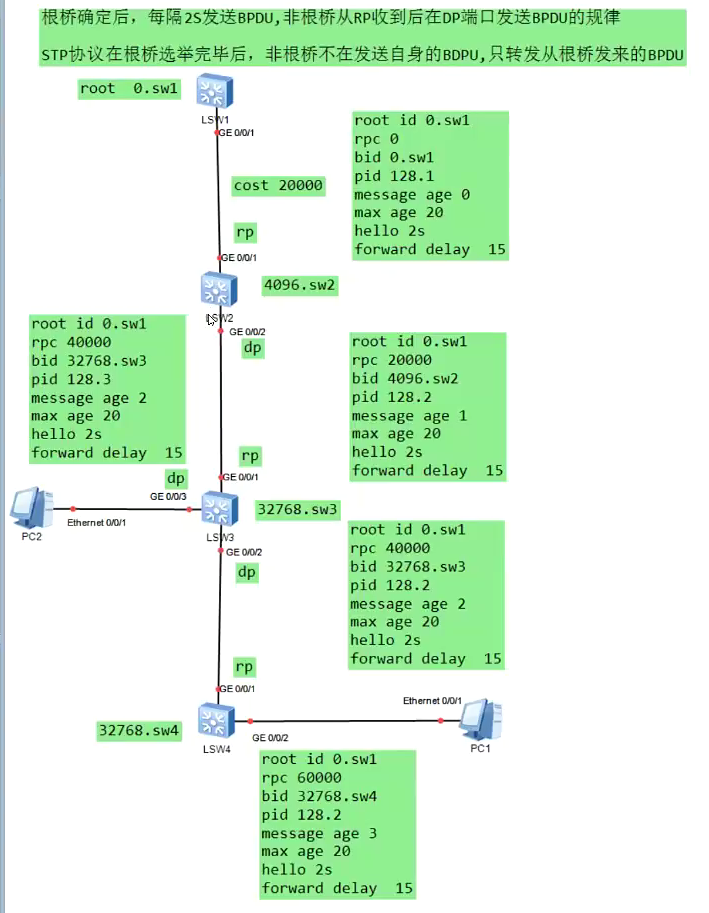 根桥确定后，每隔2S发送BPDU,非根桥从RP收到后在DP端口发送BPDU的规律
STP协议在根桥选举完毕后，非根桥不在发送自身的BDPU,只转发从根桥发来的BPDU
root 0.sw1
LSW1
GE 0/0/1
root id 0.sw1
rpc 0
bid 0.sw1
pid 128.1
message age 0
max age 20
hello 2s
forward delay 15
cost 20000
rp
GE 0/0/1
4096.sw2
LSW2
GE 0/0/2
dp
root id 0.sw1
rpc 40000
bid 32768.sw3
pid 128.3
message age 2
max age 20
hello 2s
forward delay 15
root id 0.sw1
rpc 20000
bid 4096.sw2
pid 128.2
message age 1
max age 20
hello 2s
forward delay 15
rp
GE 0/0/1
dp
GE 0/0/3
Ethernet 0/0/1
PC2
32768.sw3
LSW3
GE 0/0/2
dp
root id 0.sw1
rpc 40000
bid 32768.sw3
pid 128.2
message age 2
max age 20
hello 2s
forward delay 15
rp
GE 0/0/1
32768.sw4
LSW4
GE 0/0/2
Ethernet 0/0/1
PC1
root id 0.sw1
rpc 60000
bid 32768.sw4
pid 128.2
message age 3
max age 20
hello 2s
forward delay 15